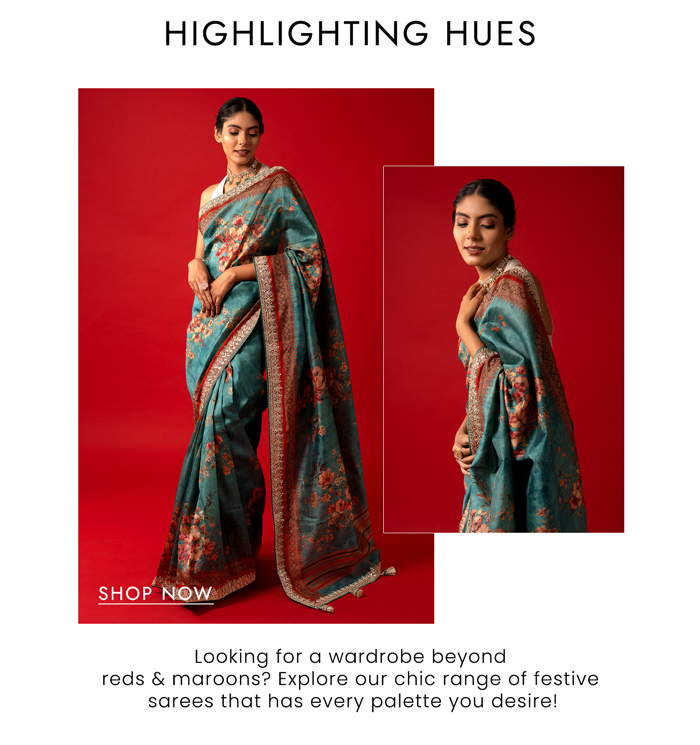 HIGHLIGHTING HUES
SHOP NOW
Looking for a wardrobe beyond
reds & maroons? Explore our chic range of festive
sarees that has every palette you desire!